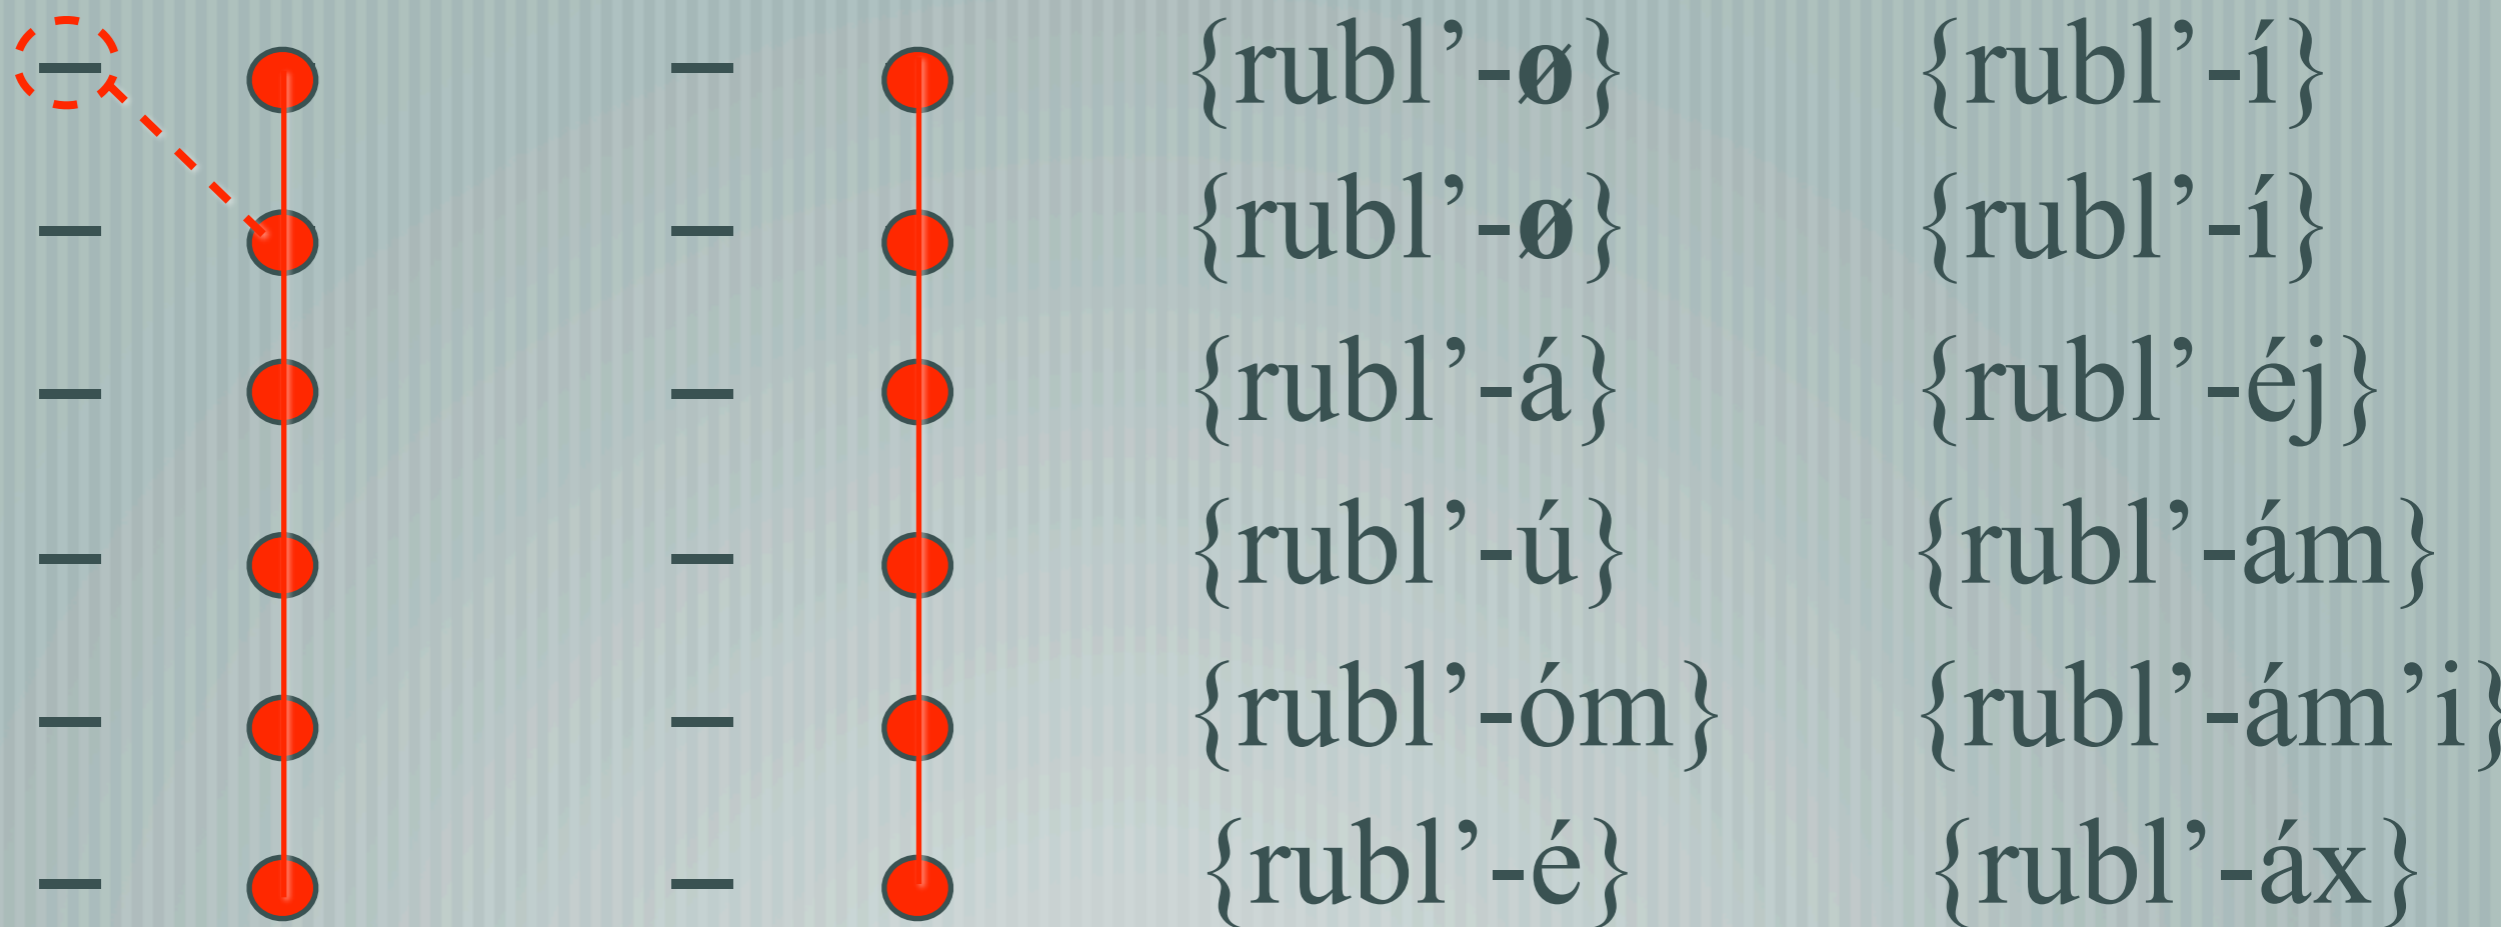 {rubl’-ø} {rubl’-í}
{rubl’-ø} {rubl’-í}
{rubl’-á} {rubl’-éj}
{rubl’-ú} {rubl’-ám}
{rubl’-óm} {rubl’-ám’i}
{rubl’-é} {rubl’-áx}